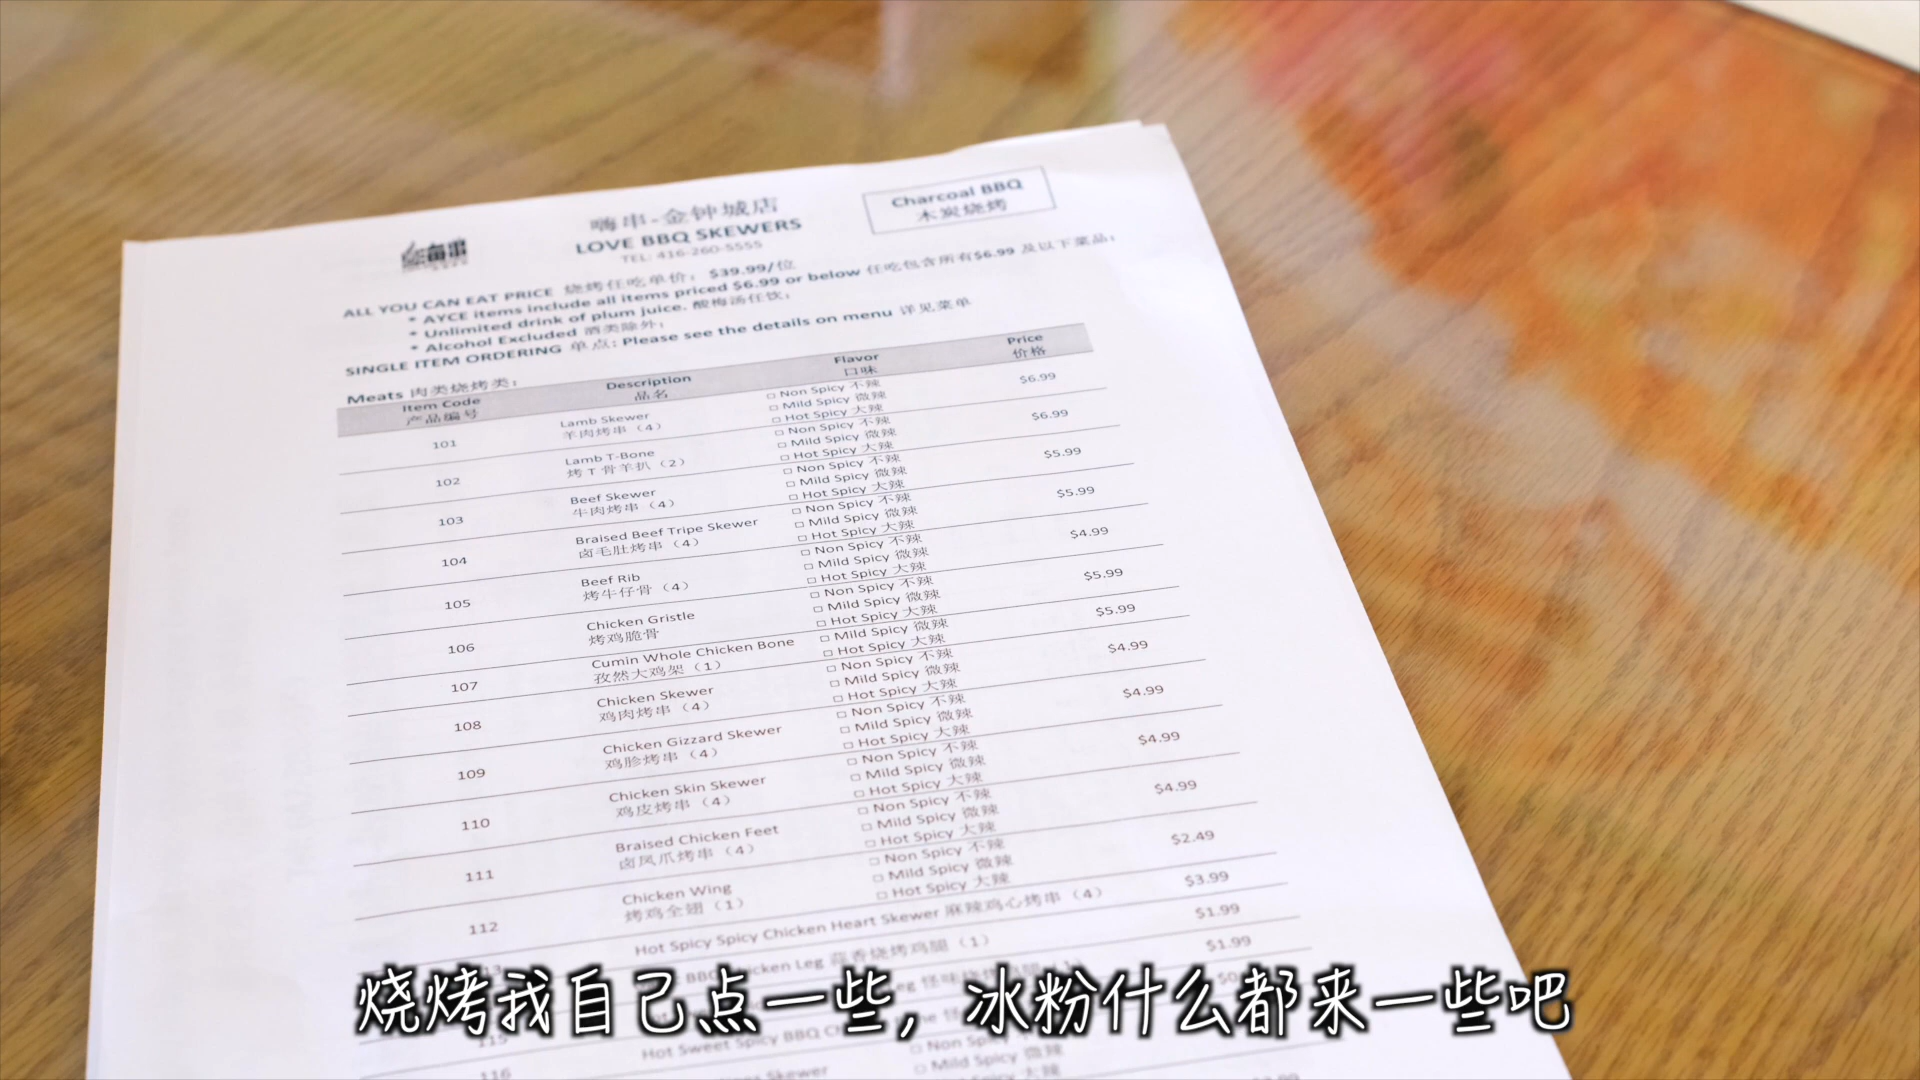 嗨串-金钟城店
LOVE BBQ SKEWERS
TEL: 416-260-5555
Charcoal BBQ
木炭烧烤
ALL YOU CAN EAT PRICE 烧烤任吃单价: $39.99/位
* AYCE items include all items priced $6.99 or below 任吃包含所有$6.99 及以下菜品;
* Unlimited drink of plum juice. 酸梅汤任饮;
* Alcohol Excluded 酒类除外;
SINGLE ITEM ORDERING 单点: Please see the details on menu 详见菜单
Meats 肉类烧烤类:
Item Code Description Flavor Price
产品编号 品名 口味 价格
101 Lamb Skewer 羊肉烤串 (4) $6.99
□ Non Spicy 不辣
□ Mild Spicy 微辣
□ Hot Spicy 大辣
102 Lamb T-Bone 烤 T 骨羊扒 (2) $6.99
□ Non Spicy 不辣
□ Mild Spicy 微辣
□ Hot Spicy 大辣
103 Beef Skewer 牛肉烤串 (4) $5.99
□ Non Spicy 不辣
□ Mild Spicy 微辣
□ Hot Spicy 大辣
104 Braised Beef Tripe Skewer 卤毛肚烤串 (4) $5.99
□ Non Spicy 不辣
□ Mild Spicy 微辣
□ Hot Spicy 大辣
105 Beef Rib 烤牛仔骨 (4) $4.99
□ Non Spicy 不辣
□ Mild Spicy 微辣
□ Hot Spicy 大辣
106 Chicken Gristle 烤鸡脆骨 $5.99
□ Non Spicy 不辣
□ Mild Spicy 微辣
□ Hot Spicy 大辣
107 Cumin Whole Chicken Bone 孜然大鸡架 (1) $5.99
□ Mild Spicy 微辣
□ Hot Spicy 大辣
108 Chicken Skewer 鸡肉烤串 (4) $4.99
□ Non Spicy 不辣
□ Mild Spicy 微辣
□ Hot Spicy 大辣
109 Chicken Gizzard Skewer 鸡胗烤串 (4) $4.99
□ Non Spicy 不辣
□ Mild Spicy 微辣
□ Hot Spicy 大辣
110 Chicken Skin Skewer 鸡皮烤串 (4) $4.99
□ Non Spicy 不辣
□ Mild Spicy 微辣
□ Hot Spicy 大辣
111 Braised Chicken Feet 卤凤爪烤串 (4) $4.99
□ Non Spicy 不辣
□ Mild Spicy 微辣
□ Hot Spicy 大辣
112 Chicken Wing 烤鸡全翅 (1) $2.49
□ Non Spicy 不辣
□ Mild Spicy 微辣
□ Hot Spicy 大辣
Hot Spicy Spicy Chicken Heart Skewer 麻辣鸡心烤串 (4) $3.99
BBQ Chicken Leg 蒜香烧烤鸡腿 (1) $1.99
$1.99
115 Hot Sweet Spicy BBQ
116 Skewer
□ Non Spicy
□ Mild Spicy 微辣
烧烤我自己点一些，冰粉什么都来一些吧